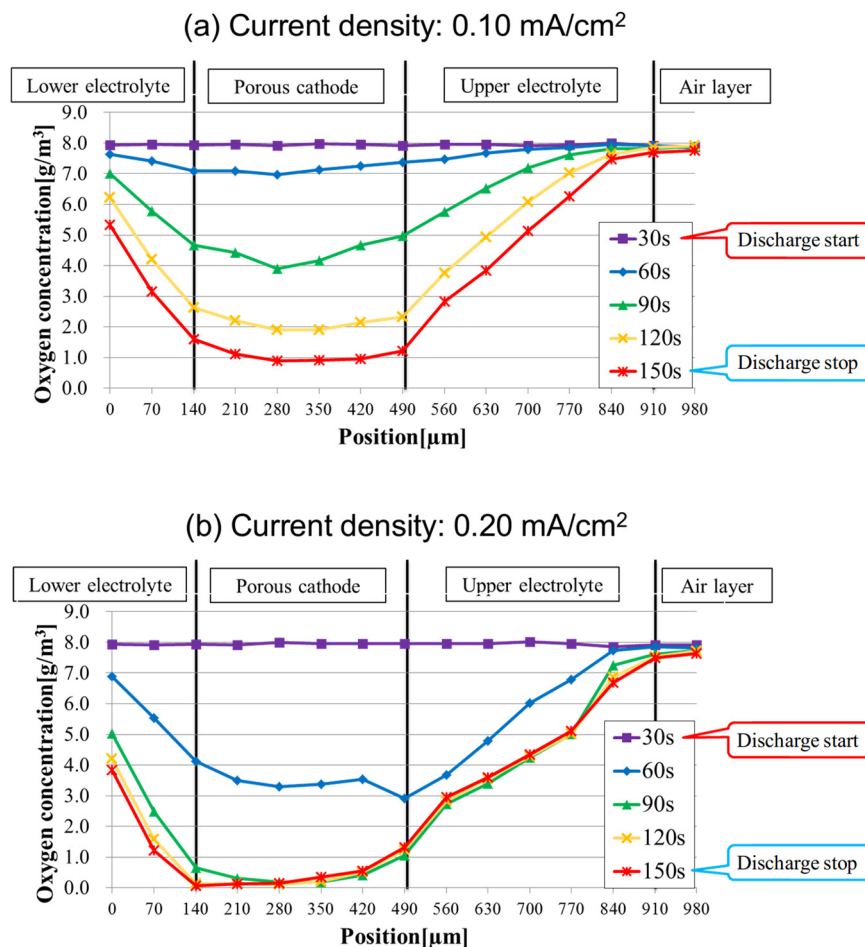 (a) Current density: 0.10 mA/cm²
Lower electrolyte
Porous cathode
Upper electrolyte
Air layer
Oxygen concentration[g/m³]
9.0
8.0
7.0
6.0
5.0
4.0
3.0
2.0
1.0
0.0
30s
60s
90s
120s
150s
Discharge start
Discharge stop
0 70 140 210 280 350 420 490 560 630 700 770 840 910 980
Position[µm]
(b) Current density: 0.20 mA/cm²
Lower electrolyte
Porous cathode
Upper electrolyte
Air layer
Oxygen concentration[g/m³]
9.0
8.0
7.0
6.0
5.0
4.0
3.0
2.0
1.0
0.0
30s
60s
90s
120s
150s
Discharge start
Discharge stop
0 70 140 210 280 350 420 490 560 630 700 770 840 910 980
Position[µm]